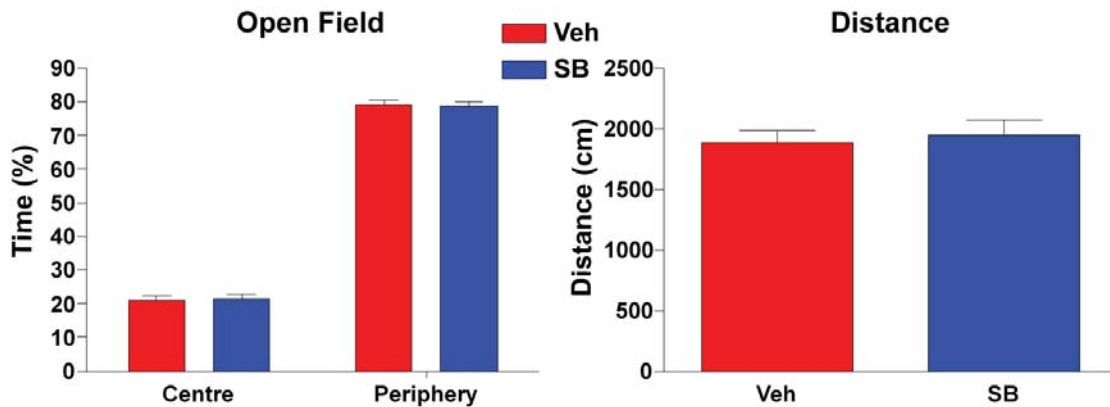 Open Field
Veh
SB
Distance
90
80
70
60
50
40
30
20
10
0
Time (%)
Centre
Periphery
2500
2000
1500
1000
500
0
Distance (cm)
Veh
SB